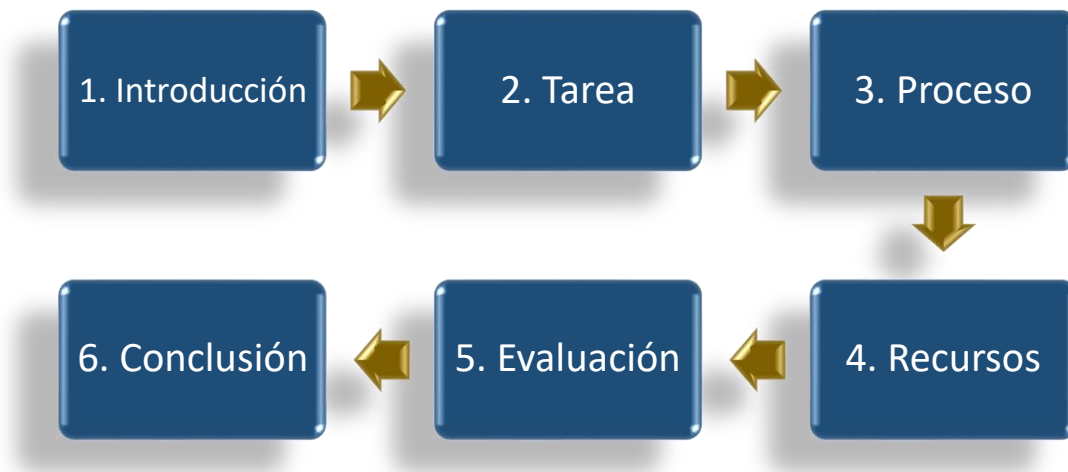 1. Introducción
2. Tarea
3. Proceso
4. Recursos
5. Evaluación
6. Conclusión